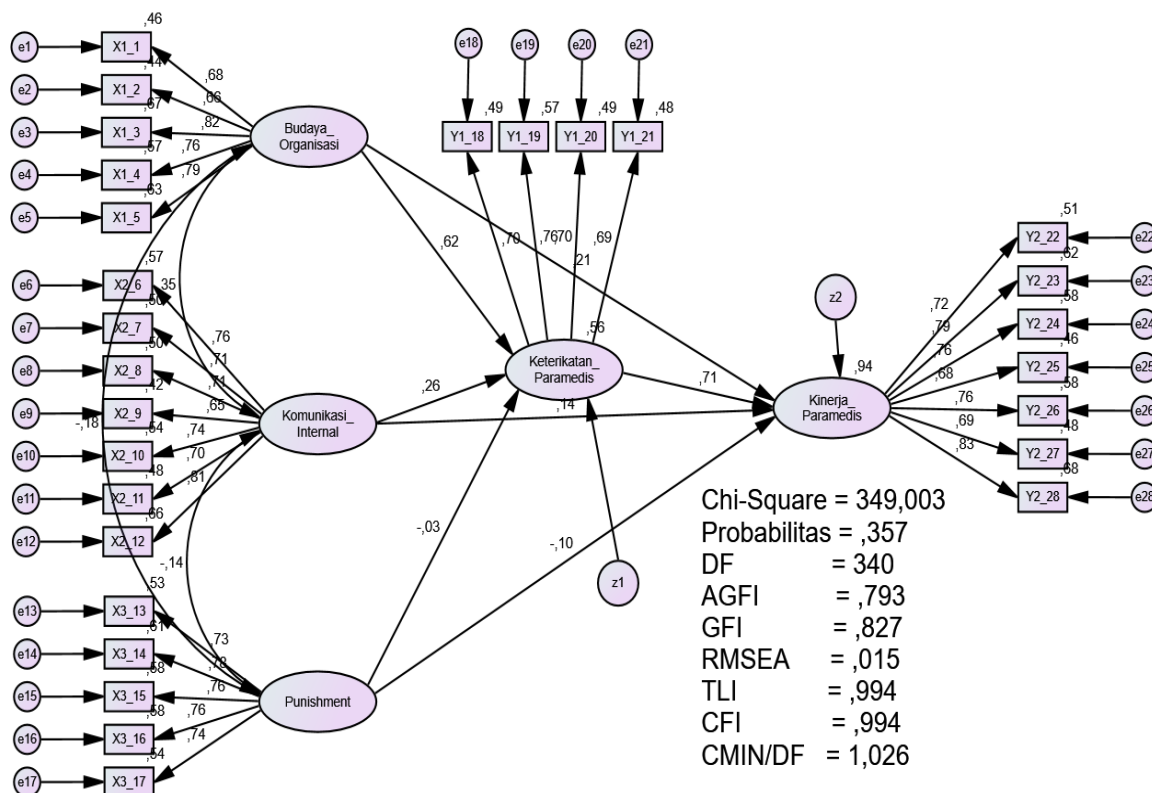 ,46
e1 X1_1
,44
e2 X1_2
,67
e3 X1_3
,57
e4 X1_4
,63
e5 X1_5
,68
,66
,82
,76
,79
Budaya_
Organisasi
,57
e6 X2_6
,50
e7 X2_7
,50
e8 X2_8
,42
e9 X2_9
,54
e10 X2_10
e11 X2_11
,48
,66
e12 X2_12
,35
,76
,71
,71
,65
,74
,70
,81
Komunikasi_
Internal
-,18
-,14
,53
e13 X3_13
,61
e14 X3_14
,58
e15 X3_15
,58
e16 X3_16
,54
e17 X3_17
,73
,78
,76
,76
,74
Punishment
e18 e19 e20 e21
,49 ,57 ,49 ,48
Y1_18 Y1_19 Y1_20 Y1_21
,70 ,76 ,70 ,69
,62
,21
,56
Keterikatan_
Paramedis
,26
,14
,71
-,03
-,10
z1
z2
,94
Kinerja_
Paramedis
,72
,79
,76
,68
,76
,69
,83
,51
Y2_22 e22
,62
Y2_23 e23
,58
Y2_24 e24
,46
Y2_25 e25
,58
Y2_26 e26
,48
Y2_27 e27
,68
Y2_28 e28
Chi-Square = 349,003
Probabilitas = ,357
DF = 340
AGFI = ,793
GFI = ,827
RMSEA = ,015
TLI = ,994
CFI = ,994
CMIN/DF = 1,026